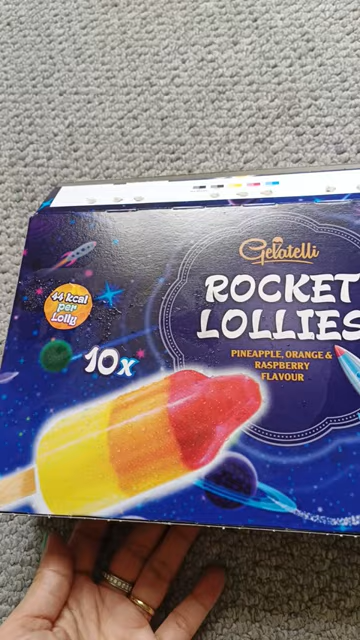 Gelatelli
ROCKET
LOLLIES
PINEAPPLE, ORANGE &
RASPBERRY
FLAVOUR
44 kcal
per
Lolly
10x